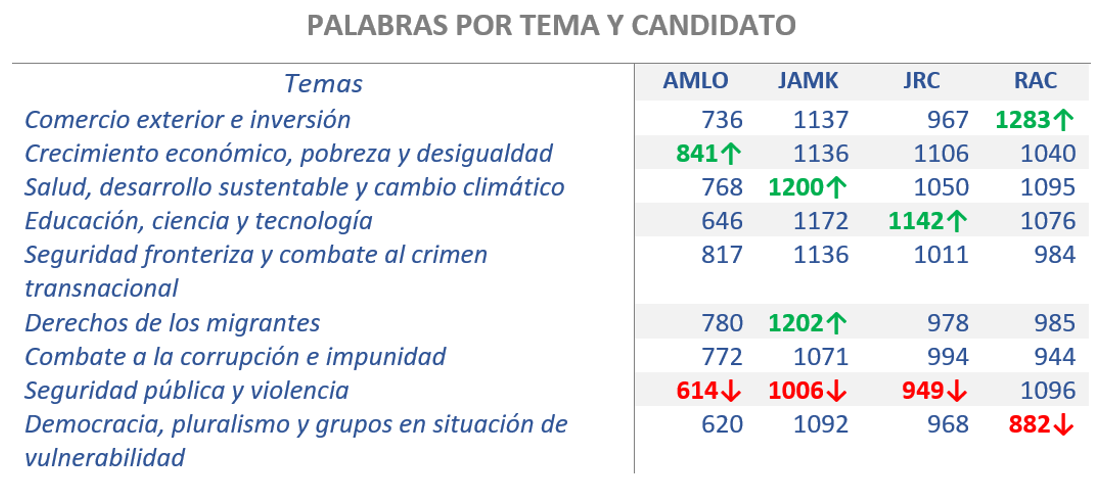 PALABRAS POR TEMA Y CANDIDATO
Temas AMLO JAMK JRC RAC
Comercio exterior e inversión 736 1137 967 1283↑
Crecimiento económico, pobreza y desigualdad 841↑ 1136 1106 1040
Salud, desarrollo sustentable y cambio climático 768 1200↑ 1050 1095
Educación, ciencia y tecnología 646 1172 1142↑ 1076
Seguridad fronteriza y combate al crimen 817 1136 1011 984
transnacional
Derechos de los migrantes 780 1202↑ 978 985
Combate a la corrupción e impunidad 772 1071 994 944
Seguridad pública y violencia 614↓ 1006↓ 949↓ 1096
Democracia, pluralismo y grupos en situación de 620 1092 968 882↓
vulnerabilidad